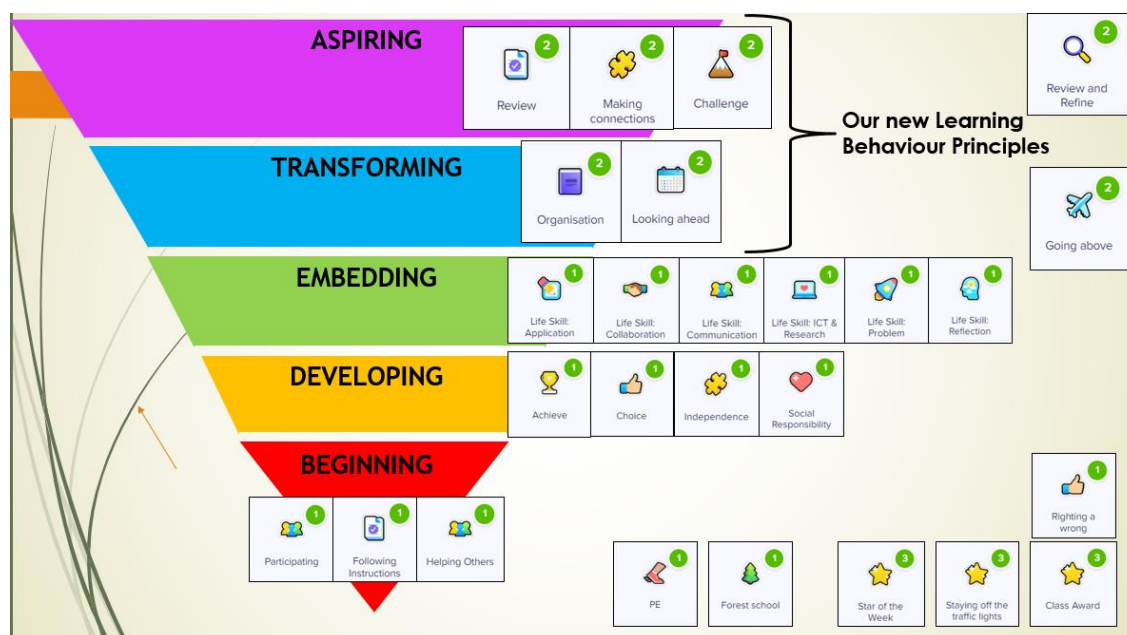 ASPIRING
2
Review
2
Making
connections
2
Challenge
2
Review and
Refine
Our new Learning
Behaviour Principles
TRANSFORMING
2
Organisation
2
Looking ahead
2
Going above
EMBEDDING
1
Life Skill:
Application
1
Life Skill:
Collaboration
1
Life Skill:
Communication
1
Life Skill: ICT &
Research
1
Life Skill:
Problem
1
Life Skill:
Reflection
DEVELOPING
1
Achieve
1
Choice
1
Independence
1
Social
Responsibility
BEGINNING
1
Participating
1
Following
Instructions
1
Helping Others
1
Righting a
wrong
1
PE
1
Forest school
3
Star of the
Week
3
Staying off the
traffic lights
3
Class Award